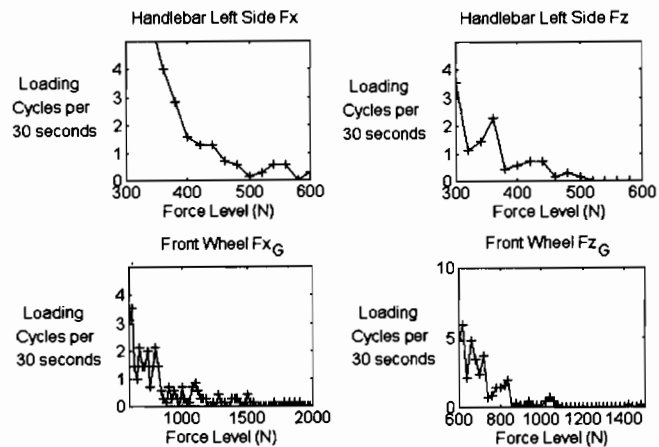 Handlebar Left Side Fx
5
4
3
2
1
0
Loading
Cycles per
30 seconds
300 400 500 600
Force Level (N)
Handlebar Left Side Fz
4
3
2
1
0
Loading
Cycles per
30 seconds
300 400 500 600
Force Level (N)
Front Wheel FxG
4
3
2
1
0
Loading
Cycles per
30 seconds
1000 1500 2000
Force Level (N)
Front Wheel FzG
10
5
0
Loading
Cycles per
30 seconds
600 800 1000 1200 1400
Force Level (N)